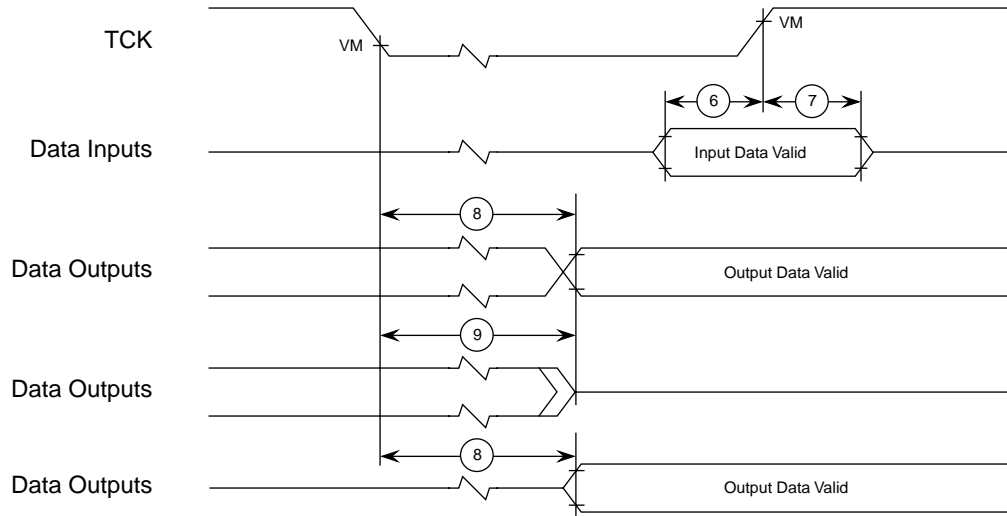 TCK
VM
VM
6
7
Data Inputs
Input Data Valid
8
Data Outputs
Output Data Valid
9
Data Outputs
8
Data Outputs
Output Data Valid